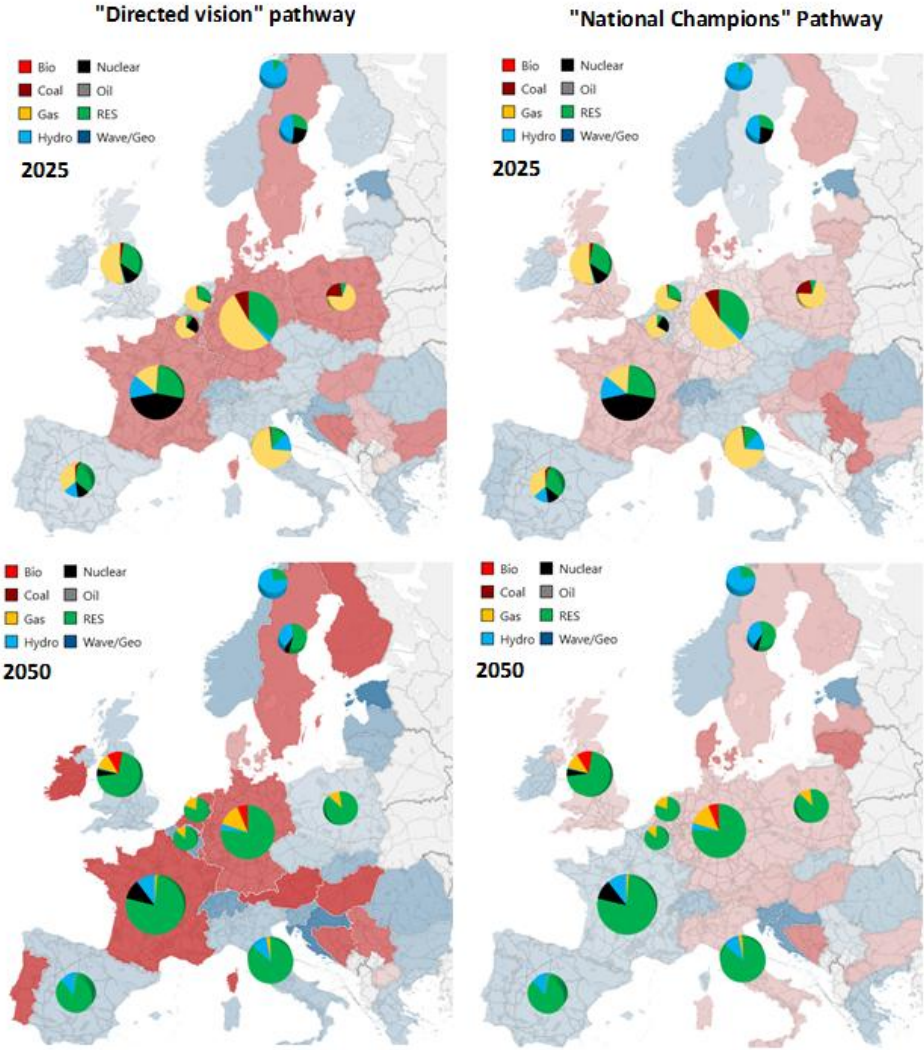 "Directed vision" pathway
"National Champions" Pathway
Bio Nuclear
Coal Oil
Gas RES
Hydro Wave/Geo
2025
Bio Nuclear
Coal Oil
Gas RES
Hydro Wave/Geo
2025
Bio Nuclear
Coal Oil
Gas RES
Hydro Wave/Geo
2050
Bio Nuclear
Coal Oil
Gas RES
Hydro Wave/Geo
2050